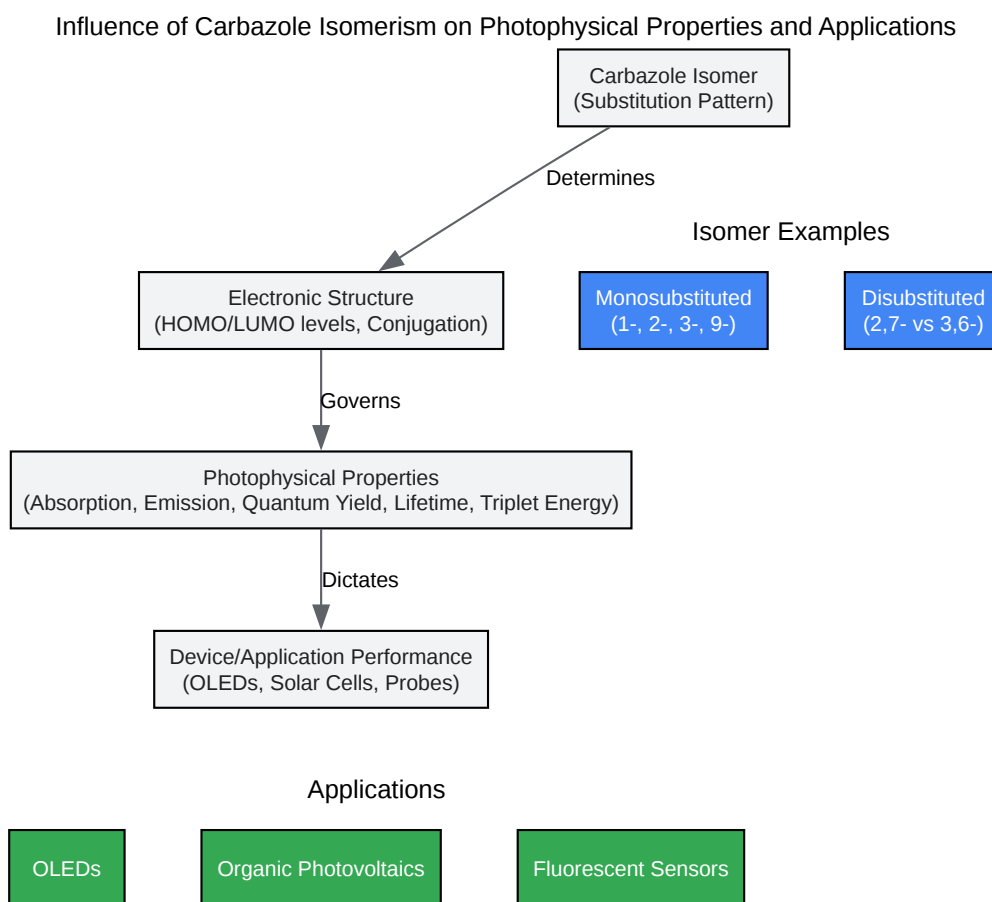 Influence of Carbazole Isomerism on Photophysical Properties and Applications
Carbazole Isomer
(Substitution Pattern)
Determines
Isomer Examples
Electronic Structure
(HOMO/LUMO levels, Conjugation)
Monosubstituted
(1-, 2-, 3-, 9-)
Disubstituted
(2,7- vs 3,6-)
Governs
Photophysical Properties
(Absorption, Emission, Quantum Yield, Lifetime, Triplet Energy)
Dictates
Device/Application Performance
(OLEDs, Solar Cells, Probes)
Applications
OLEDs
Organic Photovoltaics
Fluorescent Sensors